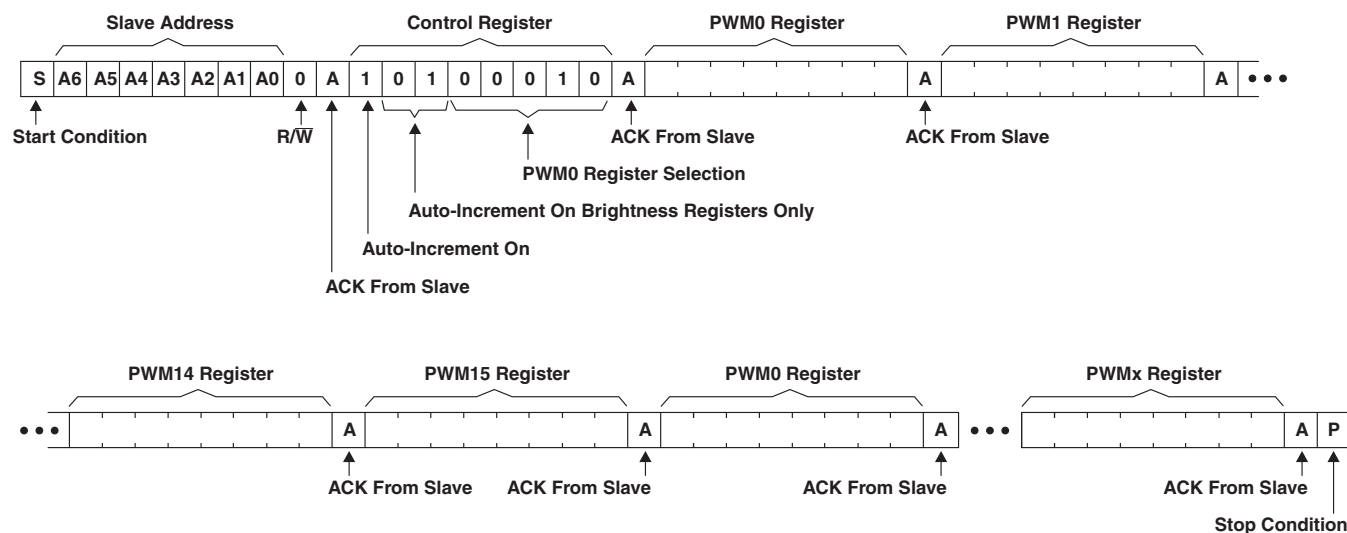 Slave Address Control Register PWM0 Register PWM1 Register
S A6 A5 A4 A3 A2 A1 A0 0 A 1 0 1 0 0 0 1 0 A A A •••
Start Condition R/W̅ ACK From Slave ACK From Slave
PWM0 Register Selection
Auto-Increment On Brightness Registers Only
Auto-Increment On
ACK From Slave
PWM14 Register PWM15 Register PWM0 Register PWMx Register
••• A A A ••• A P
ACK From Slave ACK From Slave ACK From Slave ACK From Slave
Stop Condition